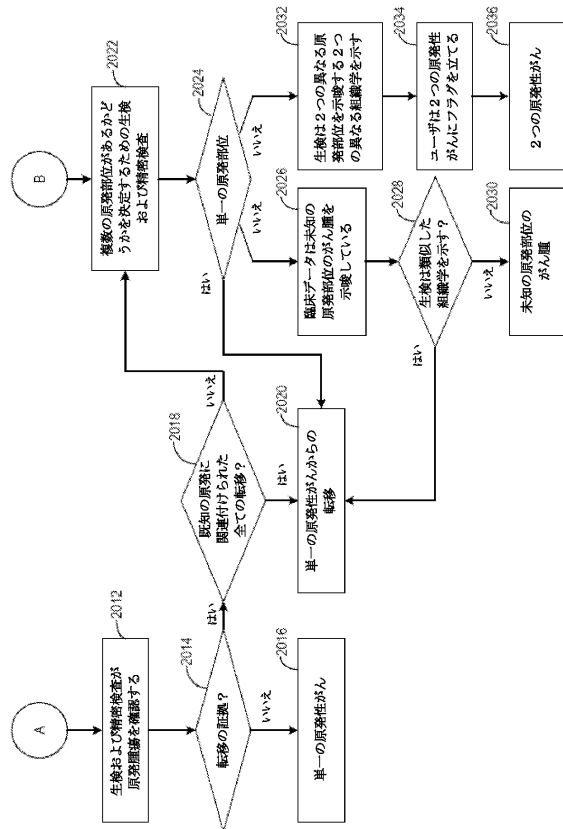 A
2012
生検および精密検査が
原発腫瘍を確認する
2014
転移の証拠？
はい
いいえ
2016
単一の原発性がん
2018
既知の原発に
関連付けられた
全ての転移？
いいえ
はい
2020
単一の原発性がんからの
転移
B
2022
複数の原発部位があるかど
うかを決定するための生検
および精密検査
2024
単一の原発部位
はい
いいえ
いいえ
2026
臨床データは未知の
原発部位のがん腫を
示唆している
2028
生検は類似した
組織学を示す？
はい
いいえ
2030
未知の原発部位の
がん腫
2032
生検は２つの異なる原
発部位を示唆する２つ
の異なる組織学を示す
2034
ユーザは２つの原発性
がんにフラグを立てる
2036
２つの原発性がん